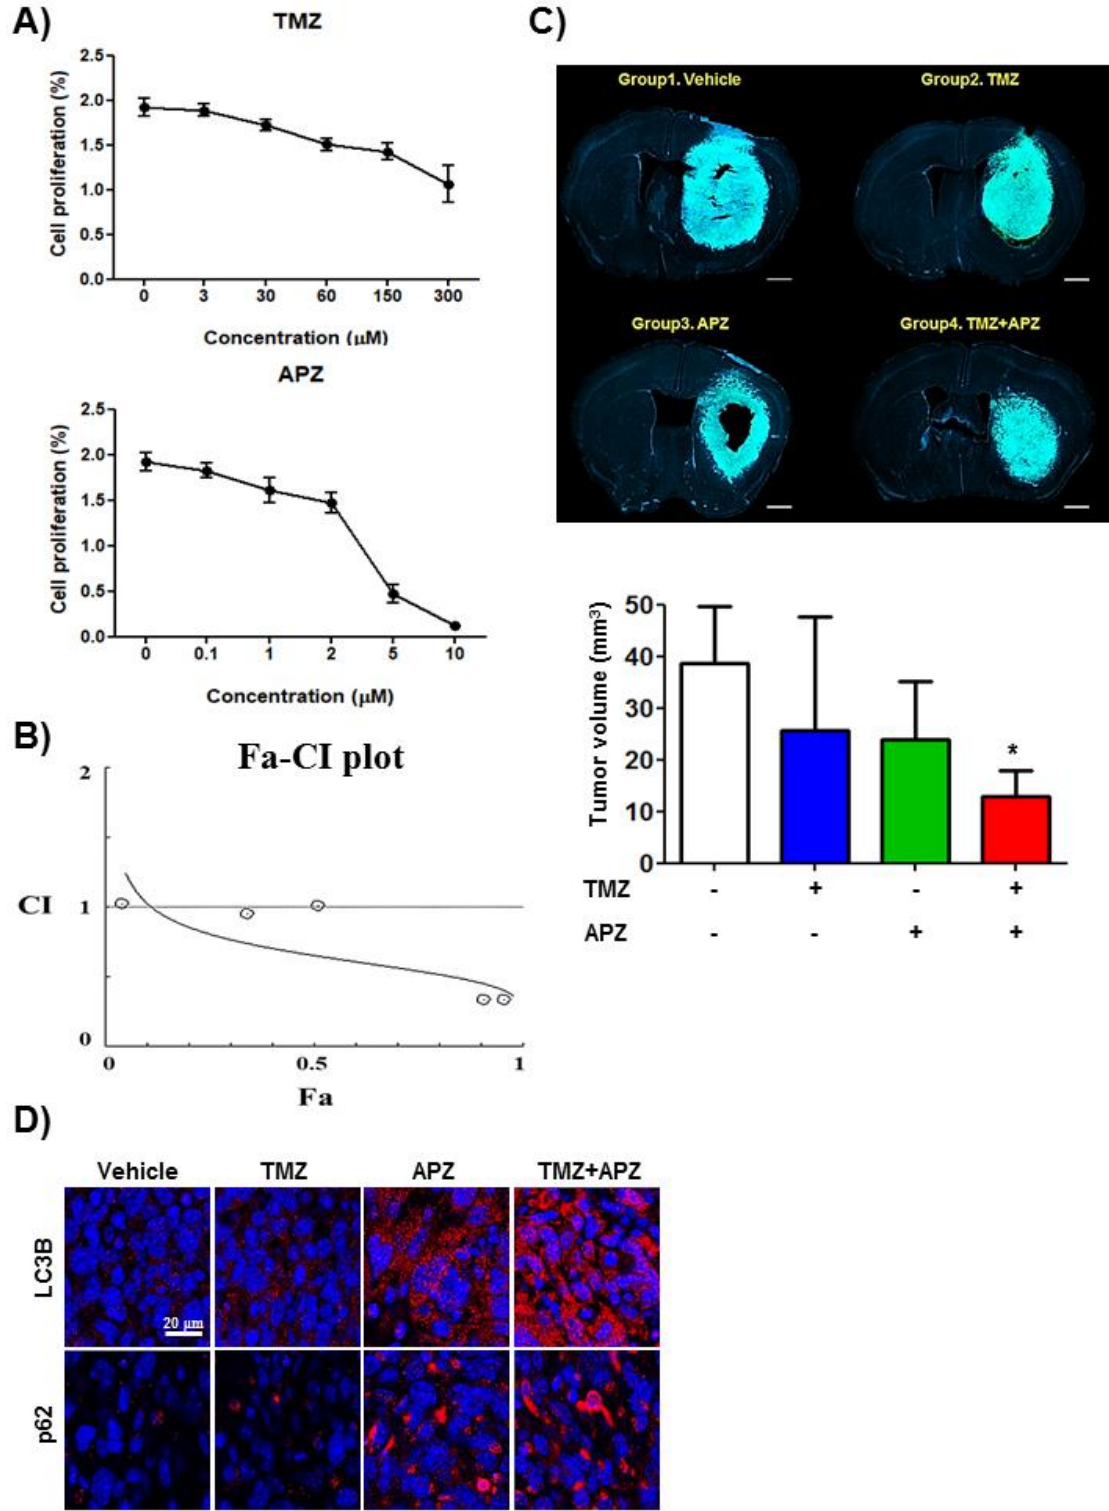 A)
TMZ
Cell proliferation (%)
2.5
2.0
1.5
1.0
0.5
0.0
0 3 30 60 150 300
Concentration (μM)
APZ
Cell proliferation (%)
2.5
2.0
1.5
1.0
0.5
0.0
0 0.1 1 2 5 10
Concentration (μM)
B)
Fa-CI plot
2
CI 1
0
0 0.5 1
Fa
C)
Group1. Vehicle Group2. TMZ
Group3. APZ Group4. TMZ+APZ
Tumor volume (mm³)
50
40
30
20
10
0
*
TMZ - + - +
APZ - - + +
D)
Vehicle TMZ APZ TMZ+APZ
LC3B
20 μm
p62